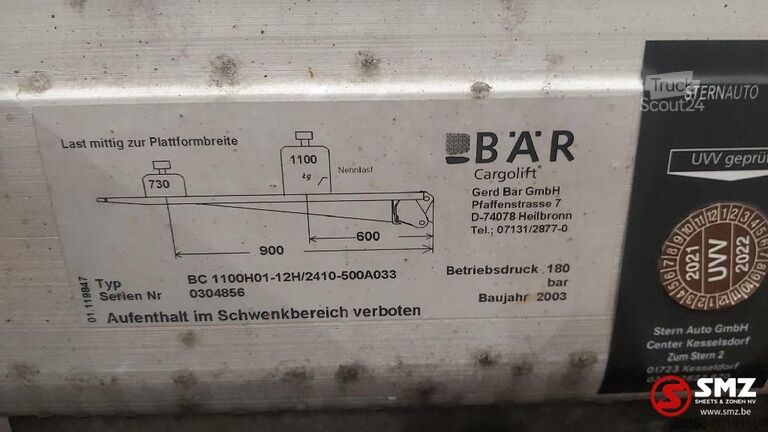 Last mittig zur Plattformbreite
730
1100
kg
Nennlast
900
600
BÄR
Cargolift
Gerd Bär GmbH
Pfaffenstrasse 7
D-74078 Heilbronn
Tel.: 07131/2877-0
Typ BC 1100H01-12H/2410-500A033
Serien Nr 0304856
Betriebsdruck 180
bar
Baujahr 2003
Aufenthalt im Schwenkbereich verboten
01.119847
Truck
Scout24
STERNAUTO
UVV geprüf
2021
UVV
2022
Stern Auto GmbH
Center Kesselsdorf
Zum Stern 2
01723 Kesselsdorf
SMZ
SHEETS & ZONEN NV
www.smz.be